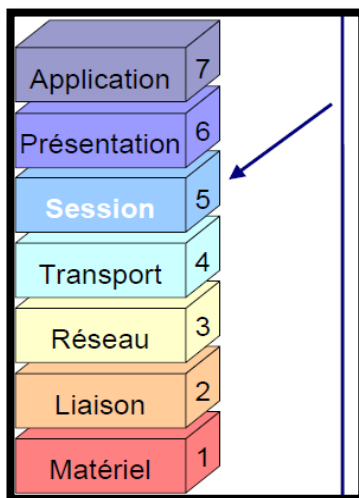 Application 7
Présentation 6
Session 5
Transport 4
Réseau 3
Liaison 2
Matériel 1